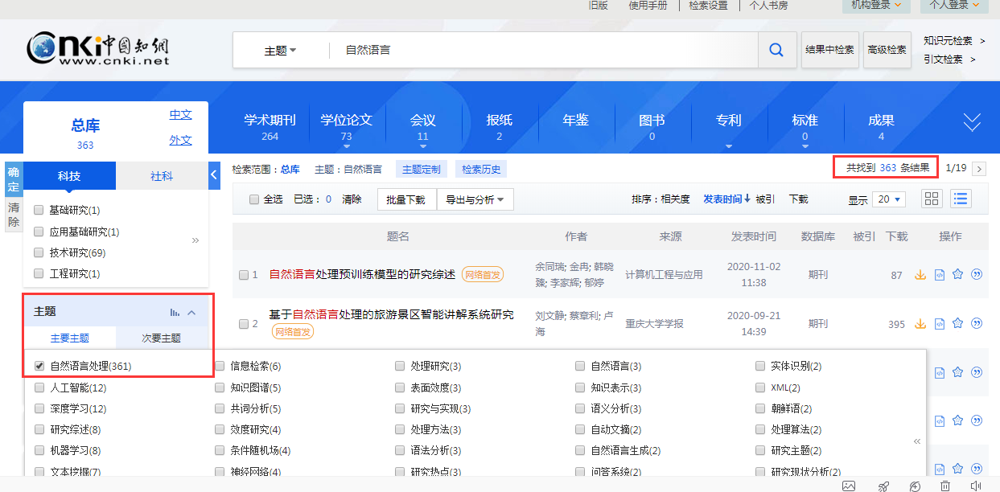 旧版 使用手册 检索设置 个人书房 机构登录 个人登录
CNKI中国知网
www.cnki.net
主题 自然语言 结果中检索 高级检索
知识元检索 >
引文检索 >
总库 中文
363 外文
学术期刊 学位论文 会议 报纸 年鉴 图书 专利 标准 成果
264 73 11 2 0 0 4
确定
清除
科技 社科
基础研究(1)
应用基础研究(1)
技术研究(69)
工程研究(1)
»
检索范围：总库 主题：自然语言 主题定制 检索历史 共找到 363 条结果 1/19 >
全选 已选：0 清除 批量下载 导出与分析 排序：相关度 发表时间↓ 被引 下载 显示 20
题名 作者 来源 发表时间 数据库 被引 下载 操作
1 自然语言处理预训练模型的研究综述 网络首发 余同瑞; 金冉; 韩晓臻; 李家辉; 郁婷 计算机工程与应用 2020-11-02 11:38 期刊 87
2 基于自然语言处理的旅游景区智能讲解系统研究 网络首发 刘文静; 蔡章利; 卢海 重庆大学学报 2020-09-21 14:39 期刊 395
主题
主要主题 次要主题
自然语言处理(361) 信息检索(6) 处理研究(3) 自然语言(3) 实体识别(2)
人工智能(12) 知识图谱(5) 表面效度(3) 知识表示(3) XML(2)
深度学习(12) 共词分析(5) 研究与实现(3) 语义分析(3) 朝鲜语(2)
研究综述(8) 效度研究(4) 处理方法(3) 自动文摘(2) 处理算法(2)
机器学习(8) 条件随机场(4) 语法分析(3) 自然语言生成(2) 研究主题(2)
文本挖掘(7) 神经网络(4) 研究热点(3) 问答系统(2) 研究现状分析(2)
«